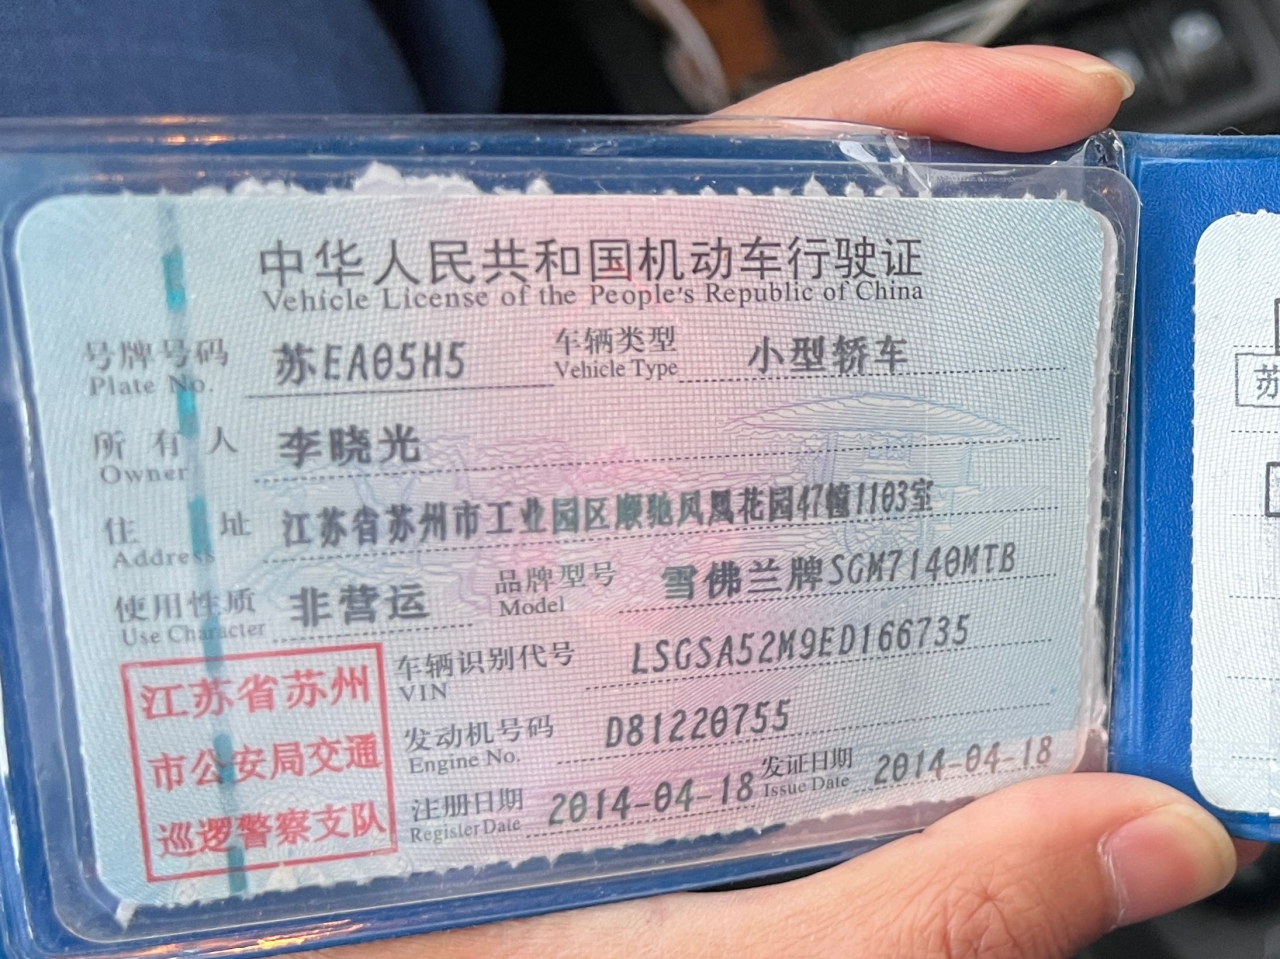 中华人民共和国机动车行驶证
Vehicle License of the People's Republic of China
号牌号码 苏EA05H5 车辆类型 小型轿车
Plate No. Vehicle Type
所有人 李晓光
Owner
住址 江苏省苏州市工业园区顺驰凤凰花园47幢1103室
Address
使用性质 非营运 品牌型号 雪佛兰牌SGM7140MTB
Use Character Model
江苏省苏州
市公安局交通
巡逻警察支队
车辆识别代号 LSGSA52M9ED166735
VIN
发动机号码 D81220755
Engine No.
注册日期 2014-04-18 发证日期 2014-04-18
Register Date Issue Date
苏